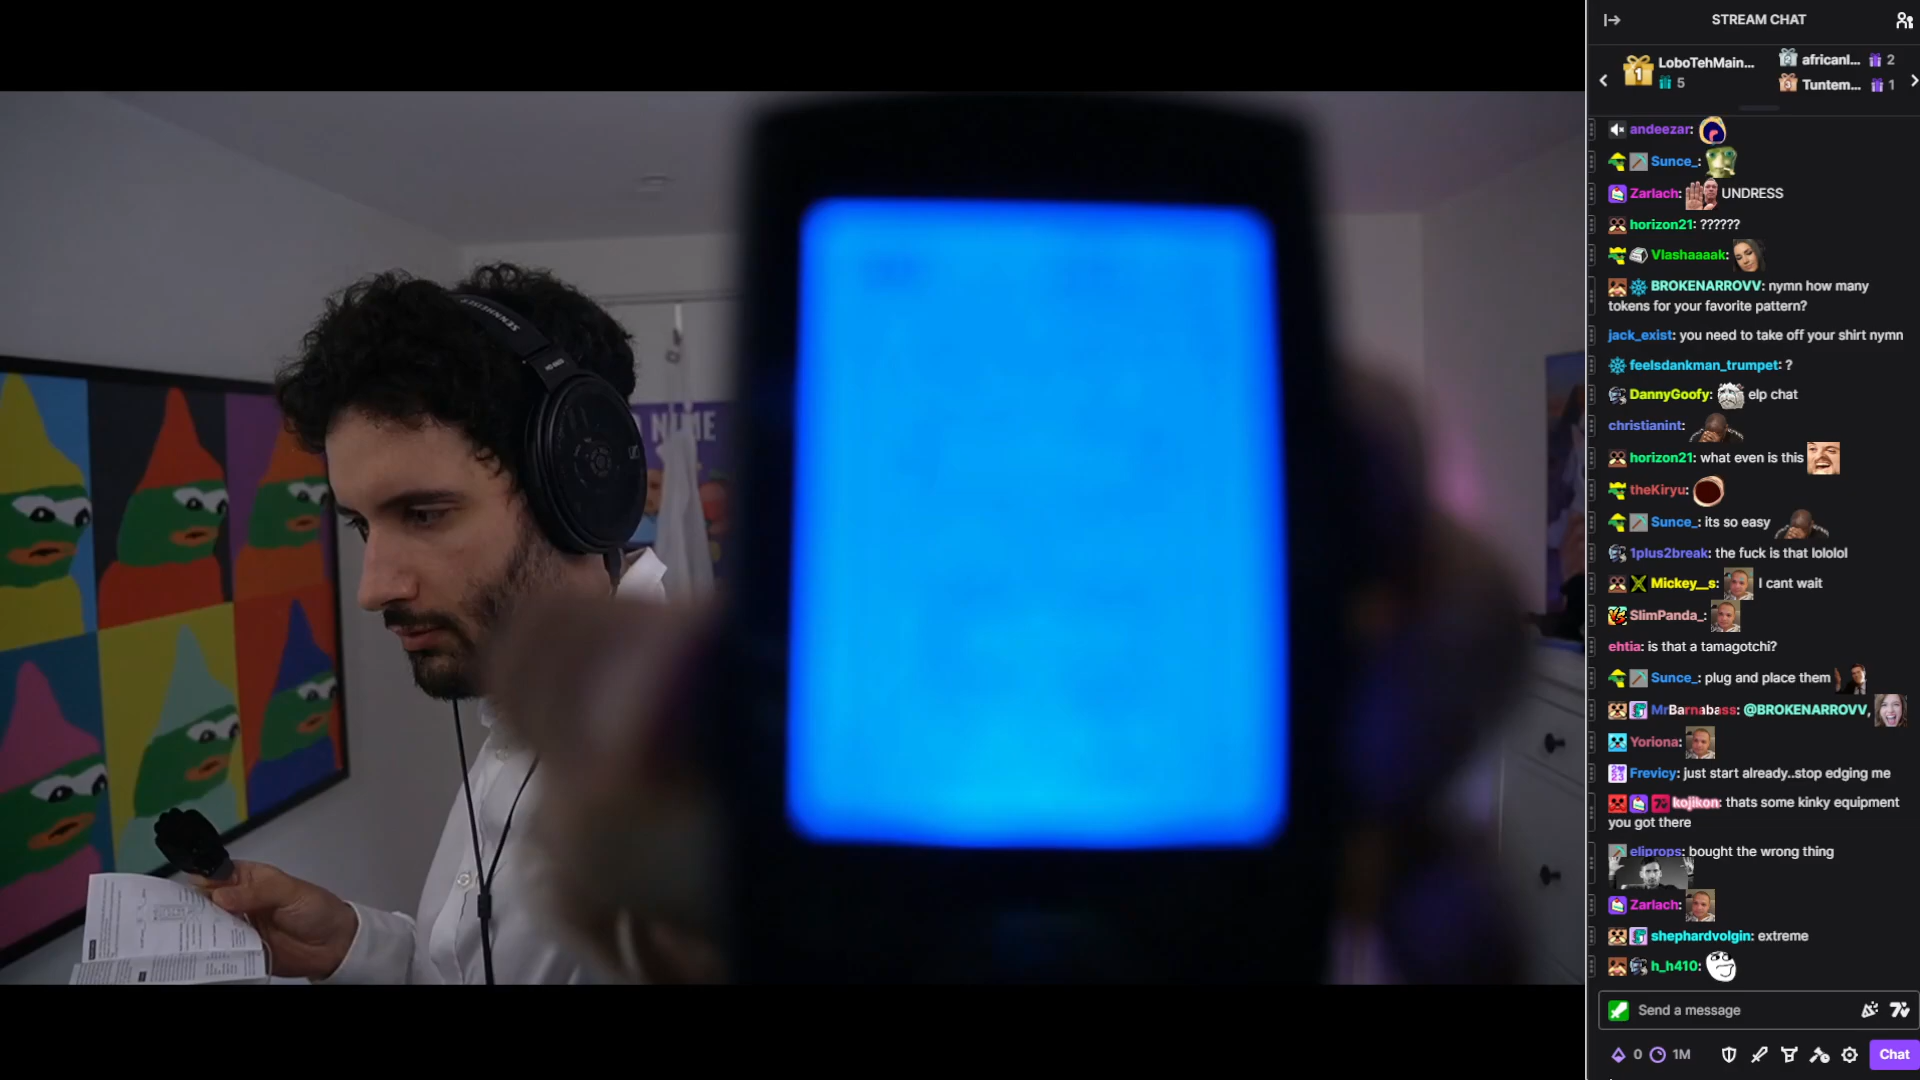 SENNHEISER
NAME
STREAM CHAT
LoboTehMain...
5
africanl... 2
Tuntem... 1
andeezar:
Sunce_:
Zarlach: UNDRESS
horizon21: ??????
Vlashaaaak:
BROKENARROVV: nymn how many
tokens for your favorite pattern?
jack_exist: you need to take off your shirt nymn
feelsdankman_trumpet: ?
DannyGoofy: elp chat
christianint:
horizon21: what even is this
theKiryu:
Sunce_: its so easy
1plus2break: the fuck is that lololol
Mickey__s: I cant wait
SlimPanda_:
ehtia: is that a tamagotchi?
Sunce_: plug and place them
MrBarnabass: @BROKENARROVV,
Yoriona:
Frevicy: just start already..stop edging me
kojikon: thats some kinky equipment
you got there
eliprops: bought the wrong thing
Zarlach:
shephardvolgin: extreme
h_h410:
Send a message
0 1M
Chat